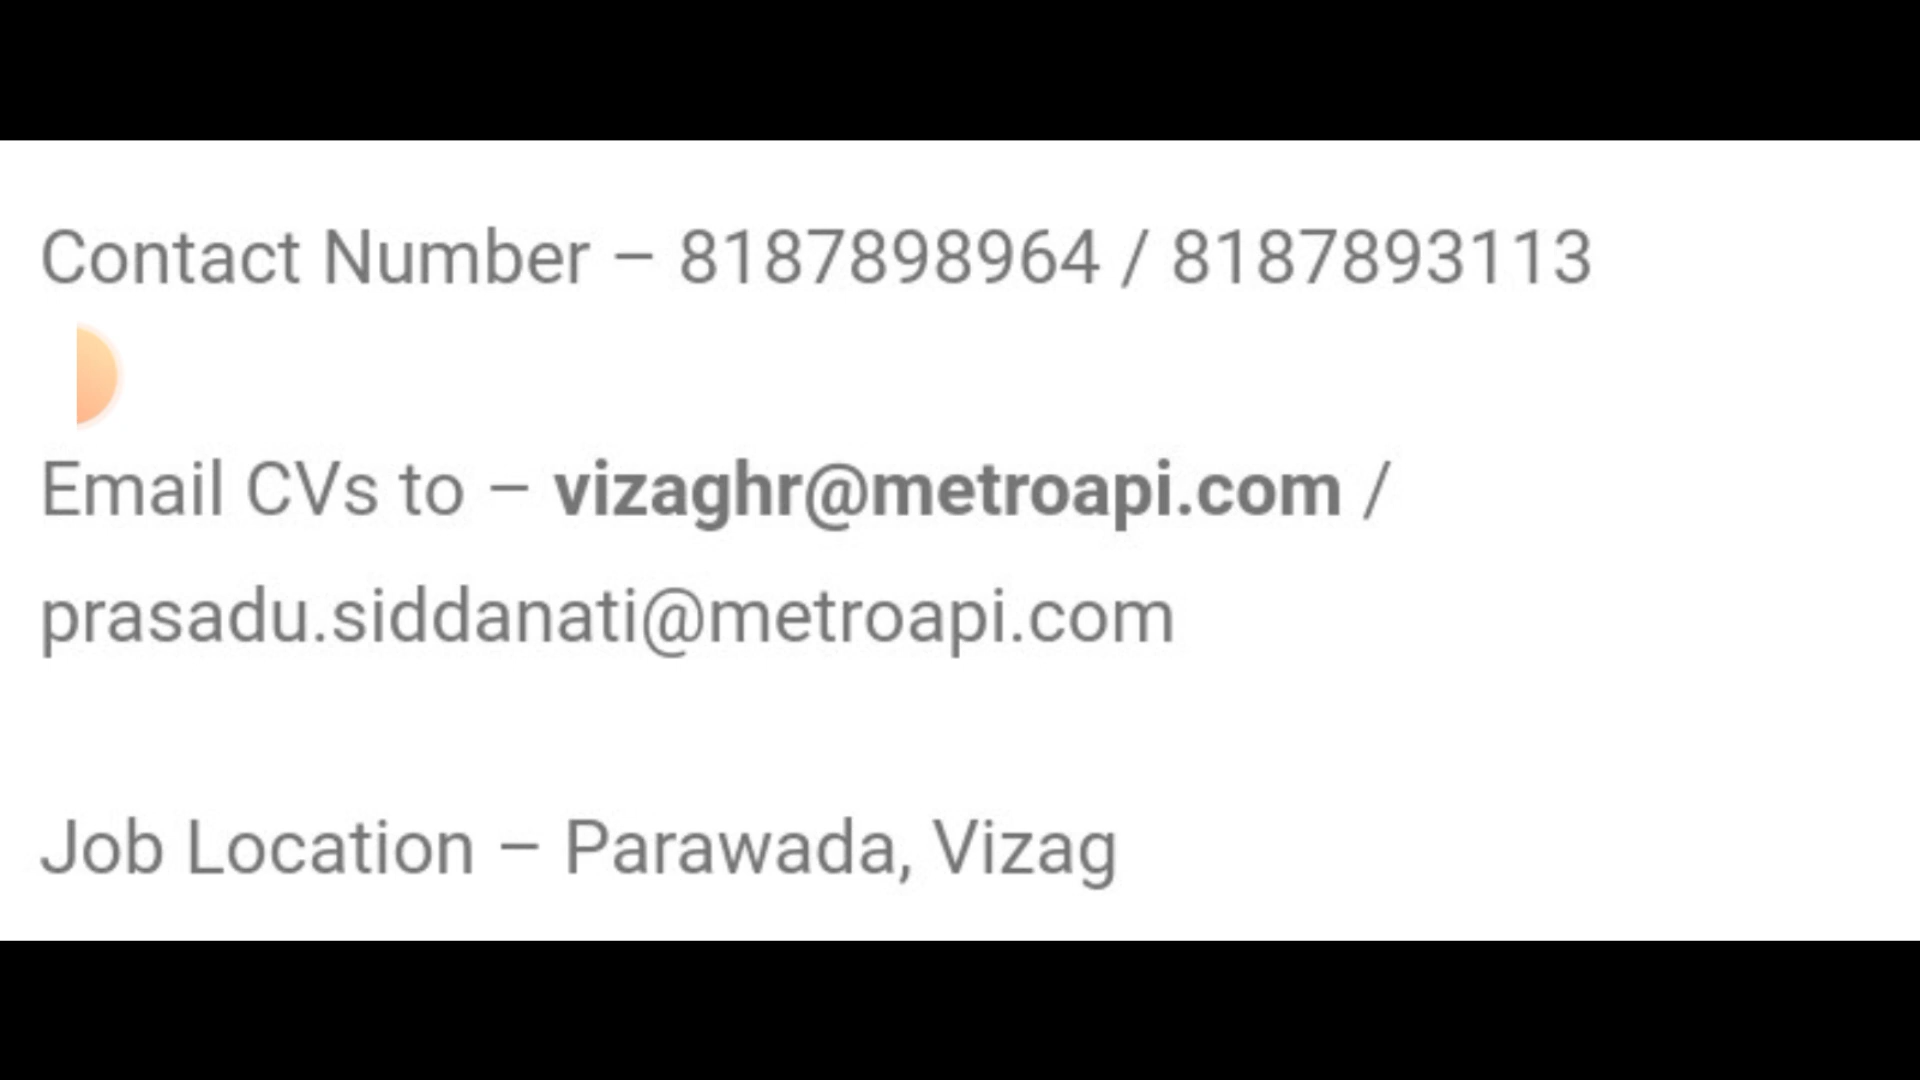 Contact Number – 8187898964 / 8187893113
Email CVs to – vizaghr@metroapi.com /
prasadu.siddanati@metroapi.com
Job Location – Parawada, Vizag